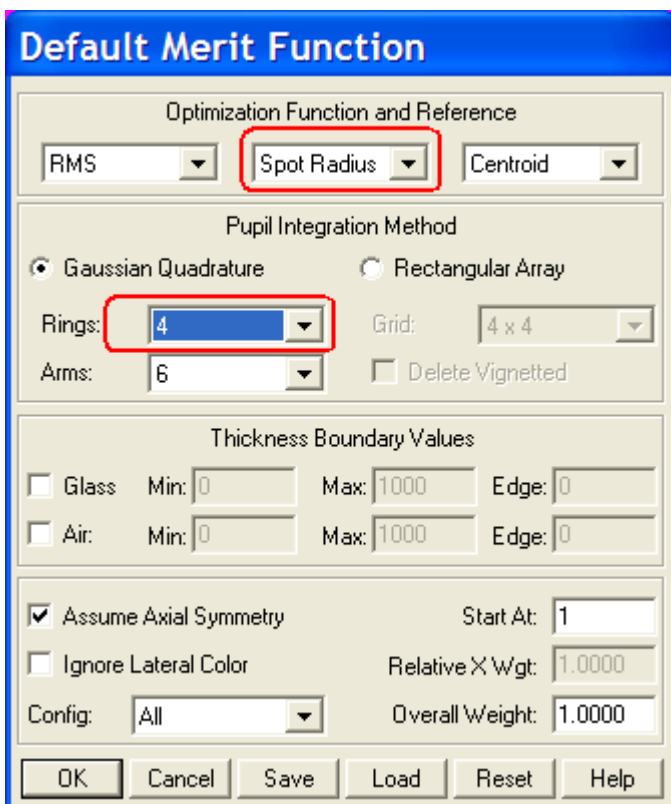 Default Merit Function
Optimization Function and Reference
RMS Spot Radius Centroid
Pupil Integration Method
Gaussian Quadrature Rectangular Array
Rings: 4 Grid: 4 x 4
Arms: 6 Delete Vignetted
Thickness Boundary Values
Glass Min: 0 Max: 1000 Edge: 0
Air: Min: 0 Max: 1000 Edge: 0
Assume Axial Symmetry Start At: 1
Ignore Lateral Color Relative X Wgt: 1.0000
Config: All Overall Weight: 1.0000
OK Cancel Save Load Reset Help